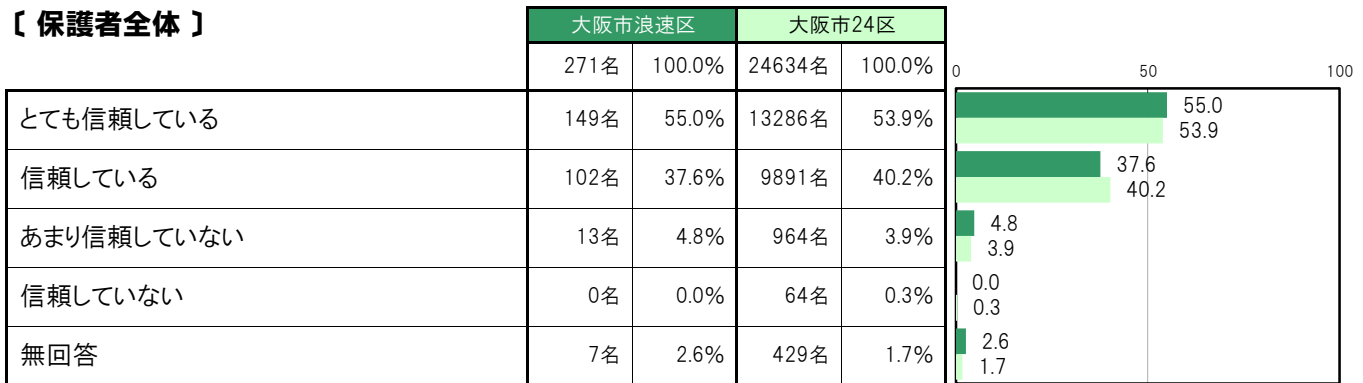 〔 保護者全体 〕
大阪市浪速区 大阪市24区
271名 100.0% 24634名 100.0% 0 50 100
とても信頼している 149名 55.0% 13286名 53.9% 55.0
53.9
信頼している 102名 37.6% 9891名 40.2% 37.6
40.2
あまり信頼していない 13名 4.8% 964名 3.9% 4.8
3.9
信頼していない 0名 0.0% 64名 0.3% 0.0
0.3
無回答 7名 2.6% 429名 1.7% 2.6
1.7